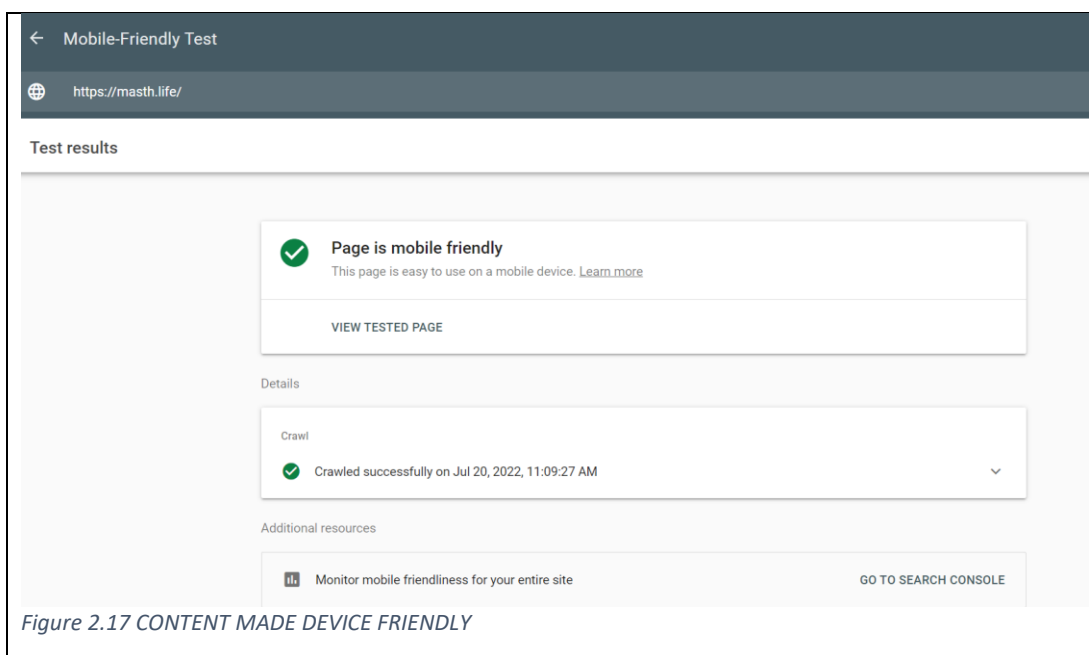 Mobile-Friendly Test
https://masth.life/
Test results
Page is mobile friendly
This page is easy to use on a mobile device. Learn more
VIEW TESTED PAGE
Details
Crawl
Crawled successfully on Jul 20, 2022, 11:09:27 AM
Additional resources
Monitor mobile friendliness for your entire site GO TO SEARCH CONSOLE
Figure 2.17 CONTENT MADE DEVICE FRIENDLY